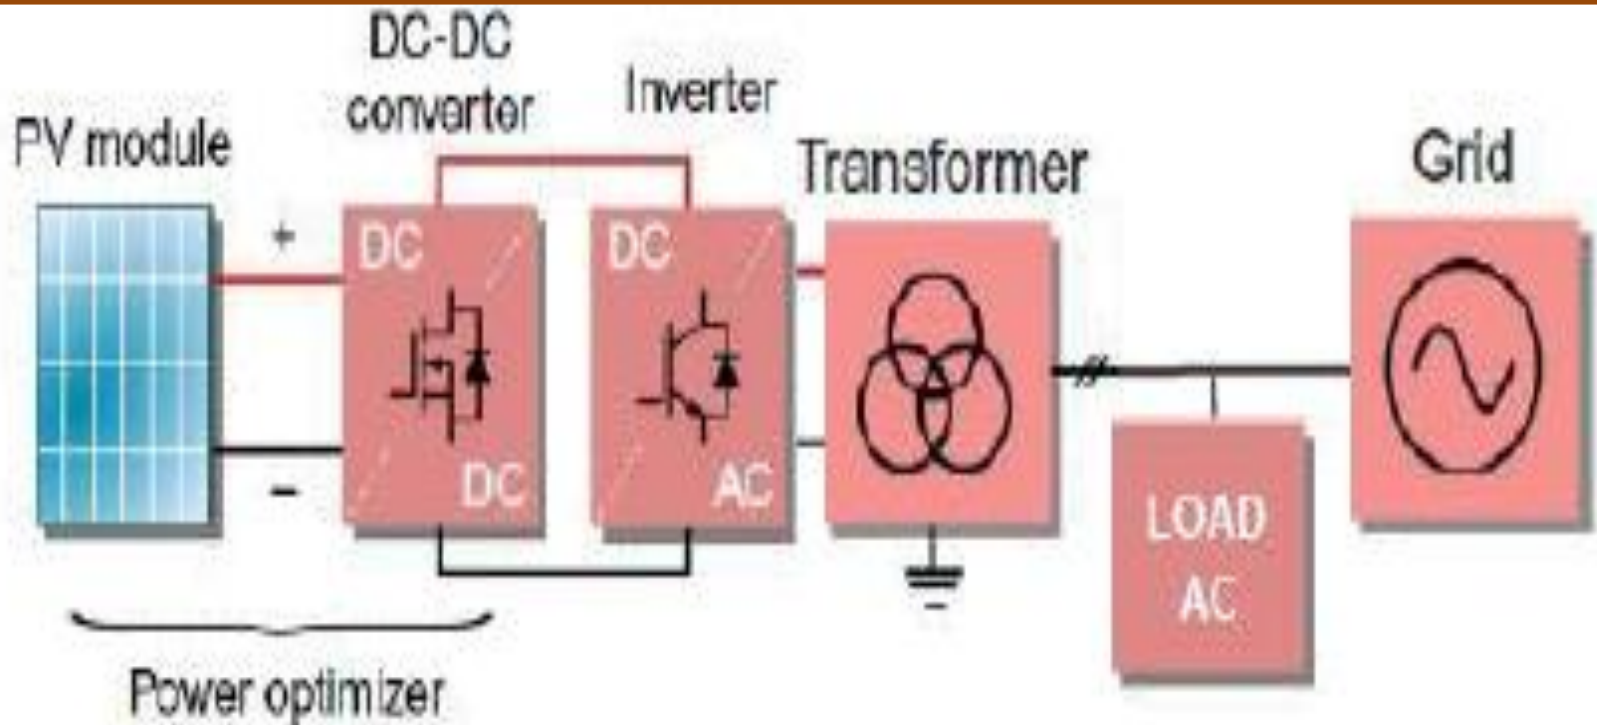 DC-DC
converter
Inverter
PV module
Transformer
Grid
+
DC
DC
-
DC
AC
LOAD
AC
Power optimizer